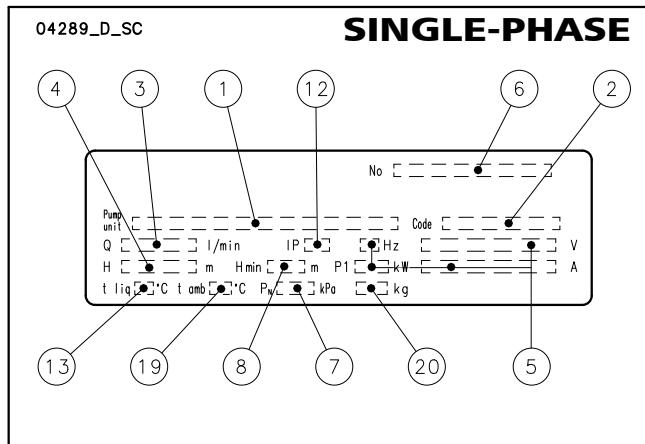 04289_D_SC SINGLE-PHASE
4 3 1 12 6 2
No
Pump unit Code
Q l/min IP Hz V
H m Hmin m P1 kW A
t liq °C t amb °C PN kPa kg
13 19 8 7 20 5